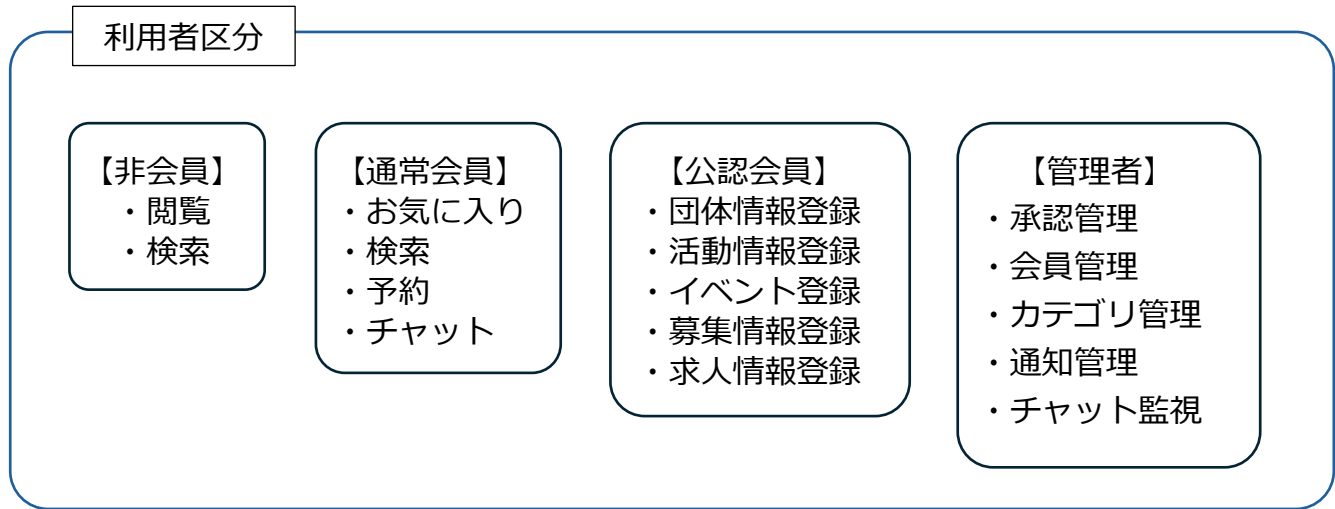 利用者区分
【非会員】
・閲覧
・検索
【通常会員】
・お気に入り
・検索
・予約
・チャット
【公認会員】
・団体情報登録
・活動情報登録
・イベント登録
・募集情報登録
・求人情報登録
【管理者】
・承認管理
・会員管理
・カテゴリ管理
・通知管理
・チャット監視